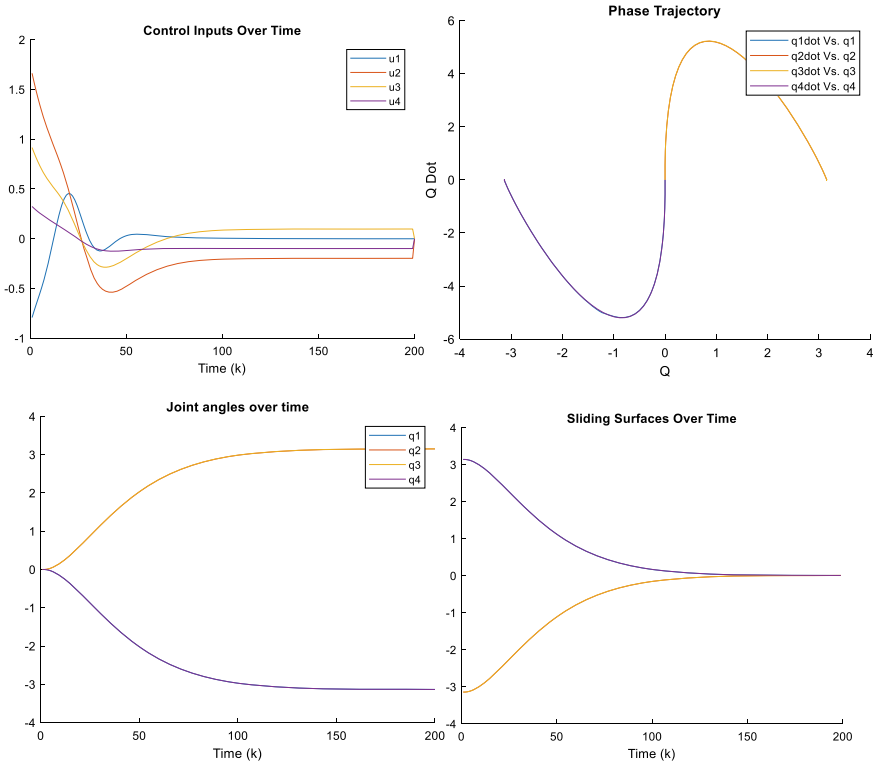 Control Inputs Over Time
2
1.5
1
0.5
0
-0.5
-1
0
50
100
150
200
Time (k)
u1
u2
u3
u4
Phase Trajectory
6
4
2
0
-2
-4
-6
-4
-3
-2
-1
0
1
2
3
4
Q Dot
Q
q1dot Vs. q1
q2dot Vs. q2
q3dot Vs. q3
q4dot Vs. q4
Joint angles over time
4
3
2
1
0
-1
-2
-3
-4
0
50
100
150
200
Time (k)
q1
q2
q3
q4
Sliding Surfaces Over Time
4
3
2
1
0
-1
-2
-3
-4
0
50
100
150
200
Time (k)